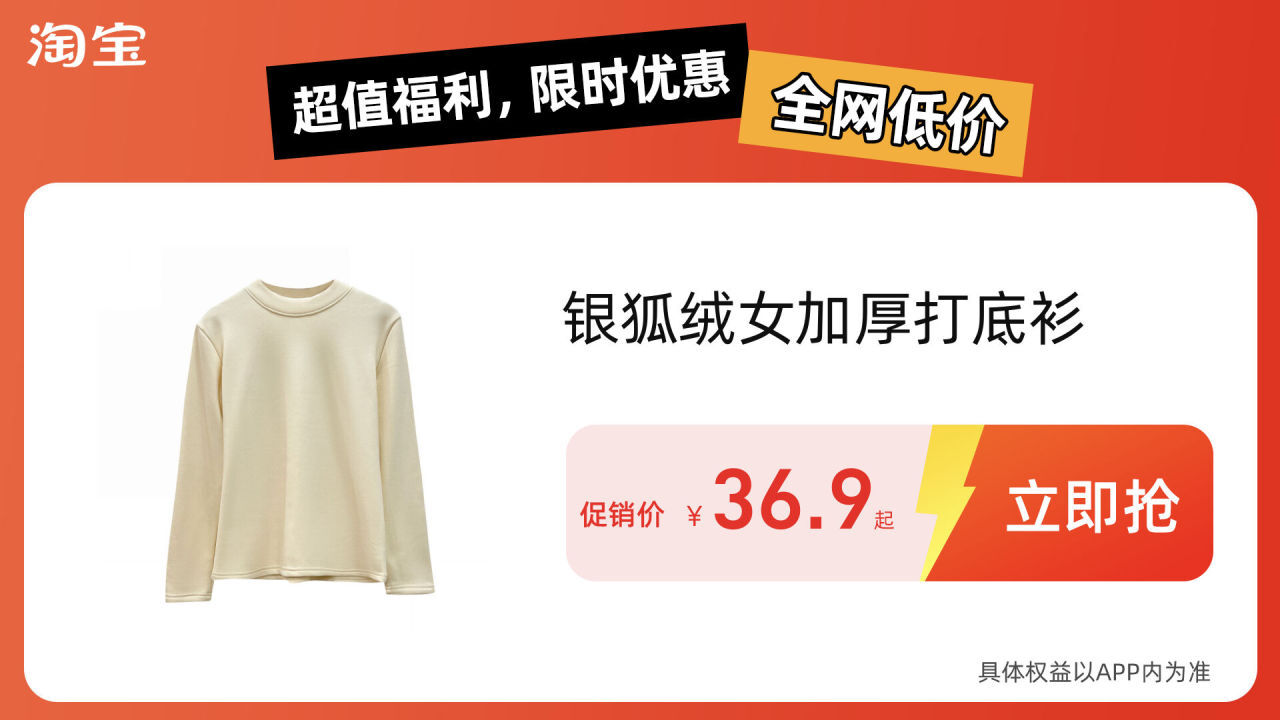 淘宝
超值福利，限时优惠
全网低价
银狐绒女加厚打底衫
促销价 ¥ 36.9起
立即抢
具体权益以APP内为准